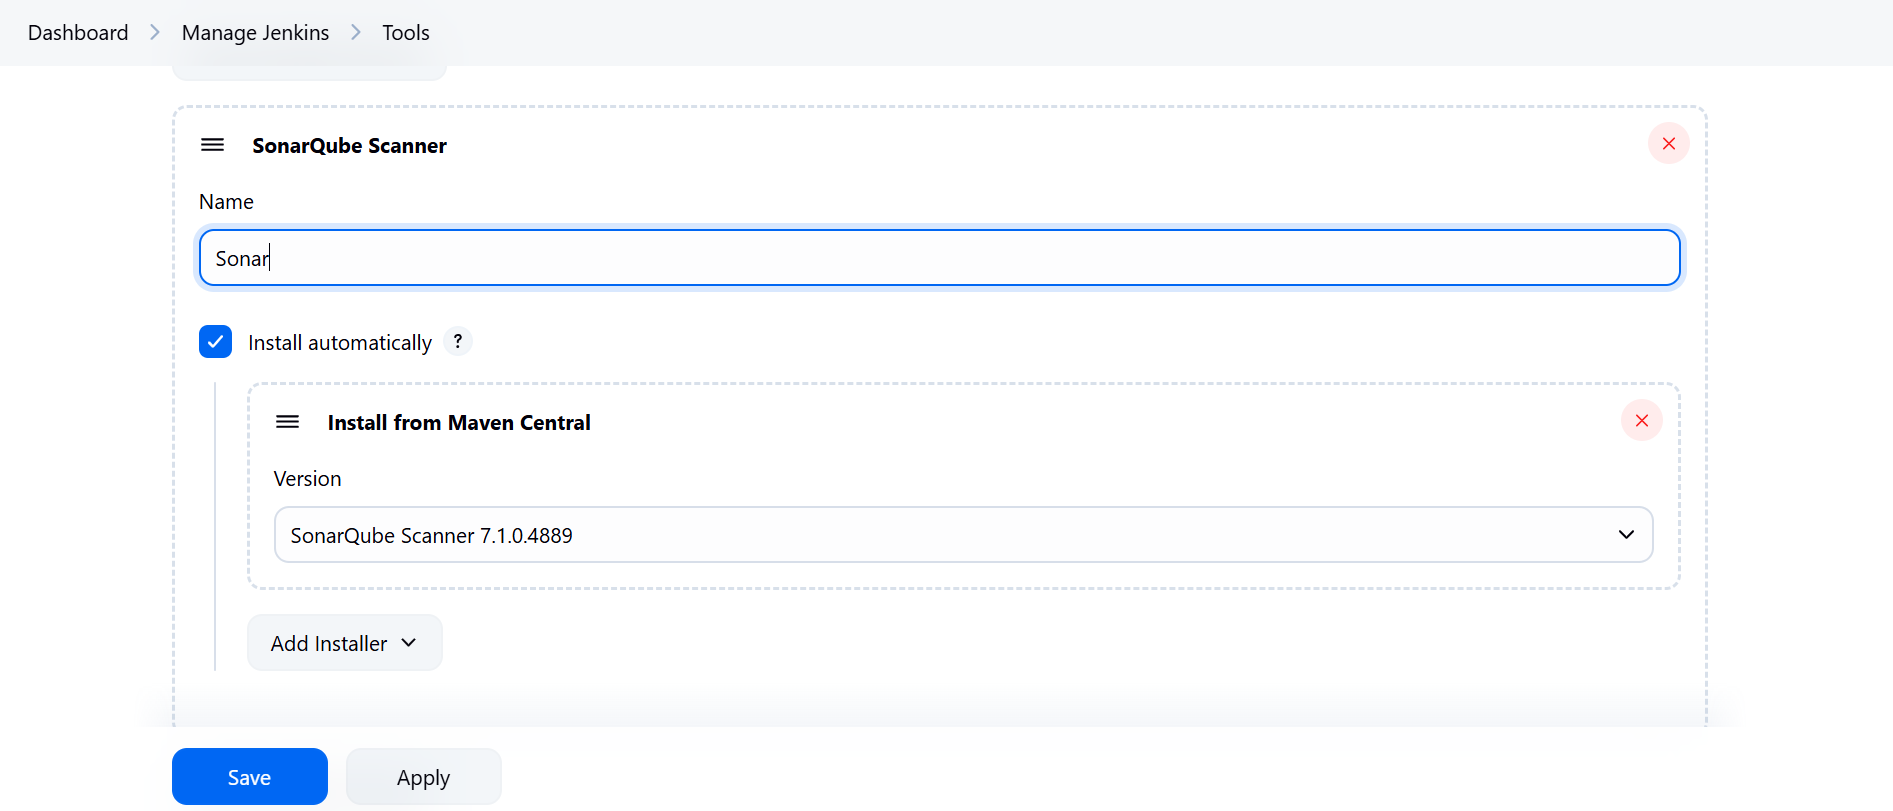 Dashboard > Manage Jenkins > Tools
SonarQube Scanner
Name
Sonar
Install automatically ?
Install from Maven Central
Version
SonarQube Scanner 7.1.0.4889
Add Installer
Save Apply